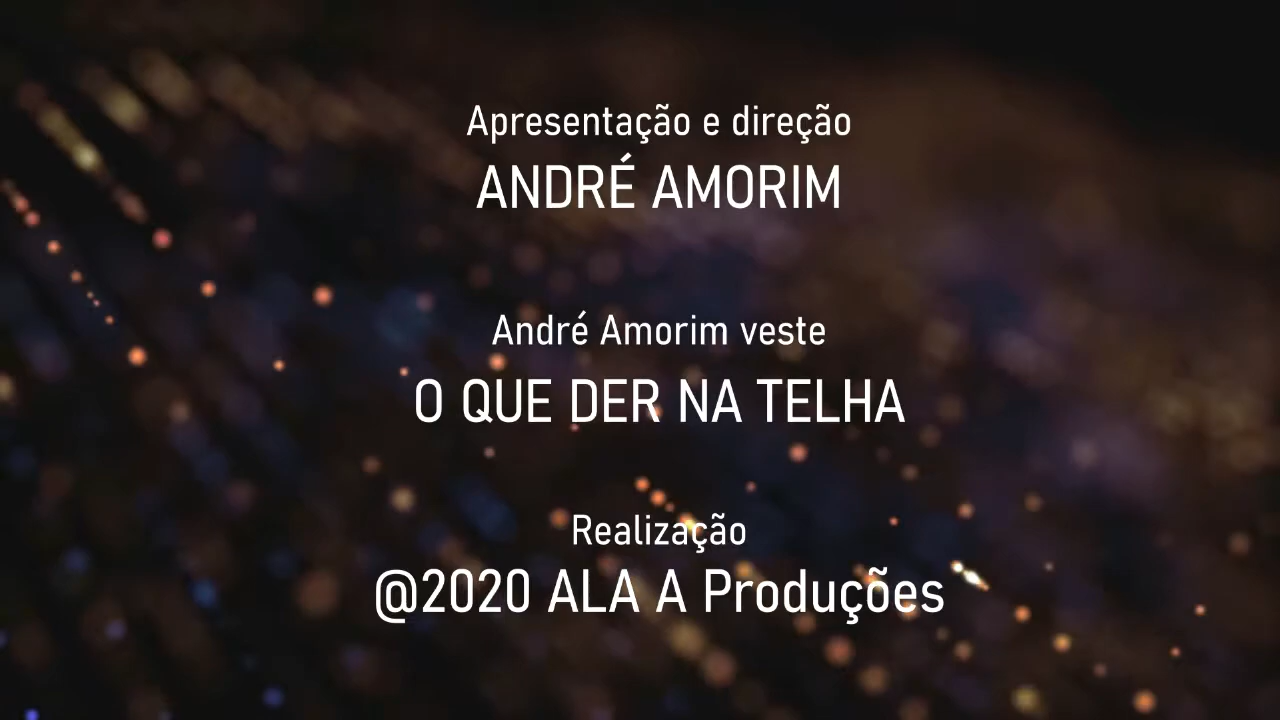 Apresentação e direção
ANDRÉ AMORIM
André Amorim veste
O QUE DER NA TELHA
Realização
@2020 ALA A Produções